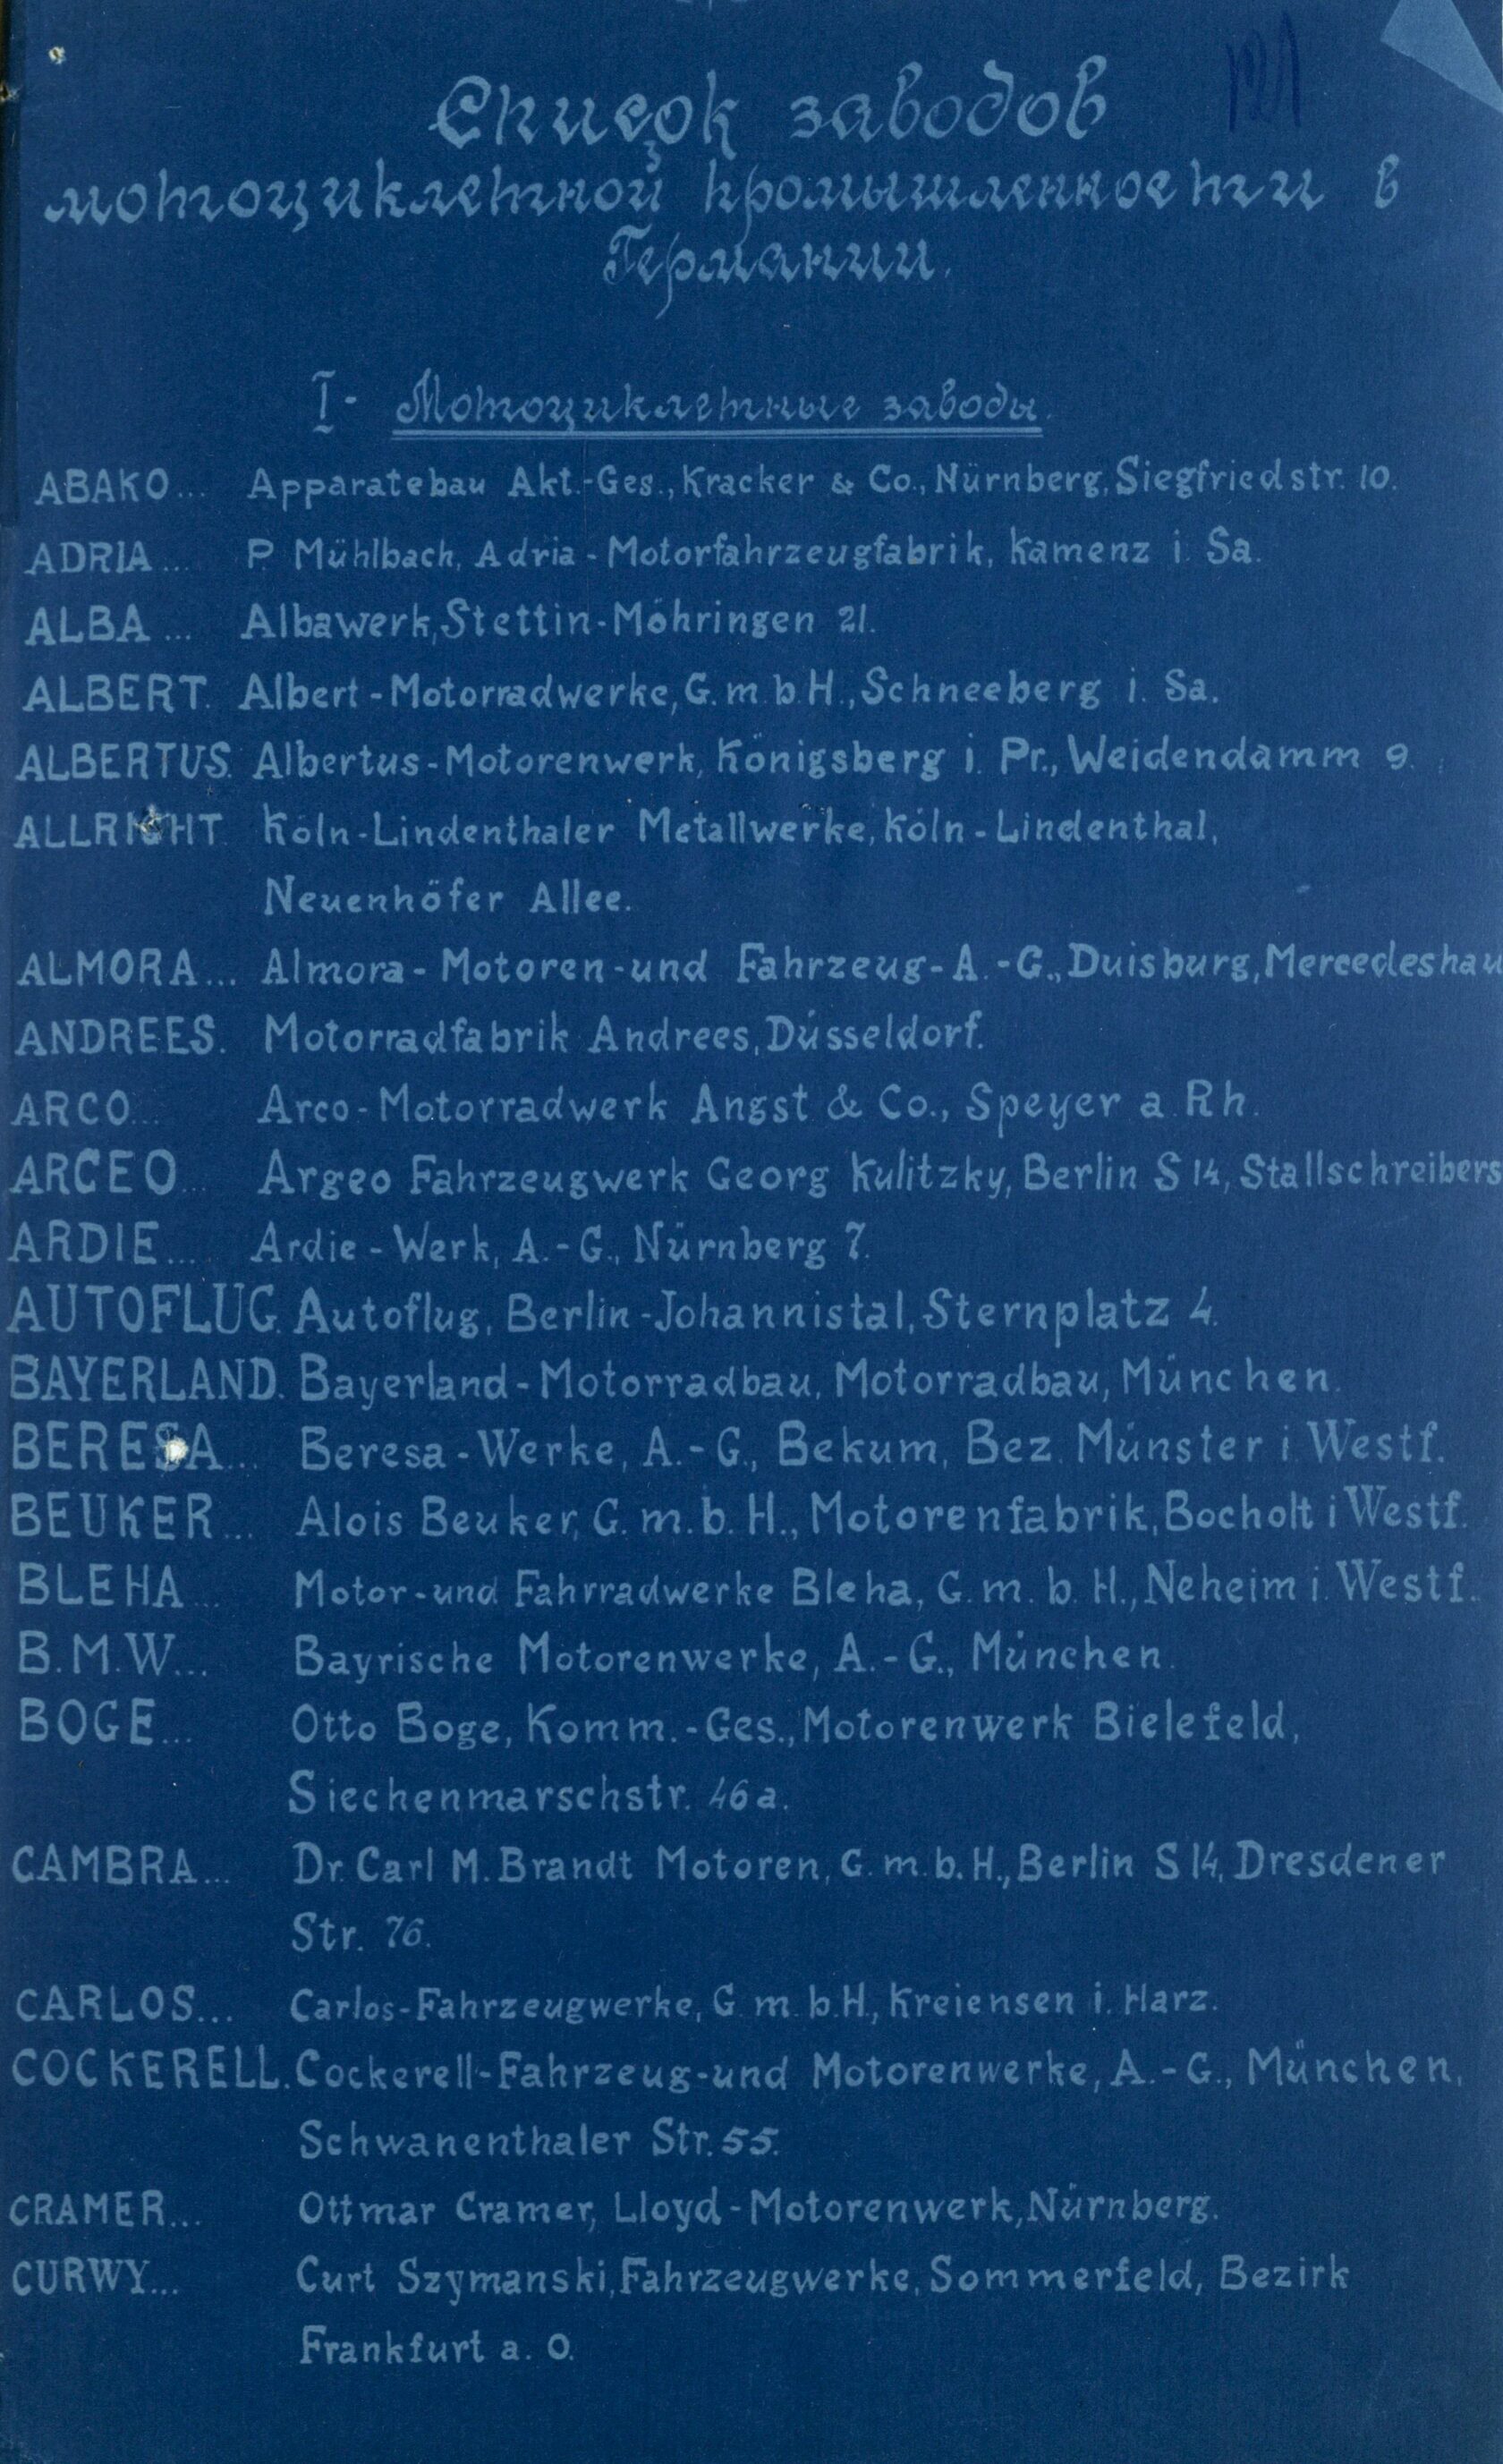 121
Список заводов
мотоциклетной промышленности в
Германии.
I- Мотоциклетные заводы.
ABAKO... Apparatebau Akt.-Ges., Kracker & Co., Nürnberg, Siegfriedstr. 10.
ADRIA... P. Mühlbach, Adria-Motorfahrzeugfabrik, Kamenz i. Sa.
ALBA... Albawerk, Stettin-Möhringen 21.
ALBERT. Albert-Motorradwerke, G.m.b.H., Schneeberg i. Sa.
ALBERTUS. Albertus-Motorenwerk, Königsberg i. Pr., Weidendamm 9.
ALLRIGHT. Köln-Lindenthaler Metallwerke, Köln-Lindenthal,
Neuenhöfer Allee.
ALMORA... Almora-Motoren-und Fahrzeug-A.-G., Duisburg, Mercedeshau
ANDREES. Motorradfabrik Andrees, Düsseldorf.
ARCO... Arco-Motorradwerk Angst & Co., Speyer a. Rh.
ARCEO... Argeo Fahrzeugwerk Georg Kulitzky, Berlin S 14, Stallschreibers
ARDIE.... Ardie-Werk, A.-G., Nürnberg 7.
AUTOFLUG. Autoflug, Berlin-Johannistal, Sternplatz 4.
BAYERLAND. Bayerland-Motorradbau, Motorradbau, München.
BERESA... Beresa-Werke, A.-G., Bekum, Bez. Münster i. Westf.
BEUKER... Alois Beuker, G.m.b.H., Motorenfabrik, Bocholt i Westf.
BLEHA... Motor-und Fahrradwerke Bleha, G.m.b.H., Neheim i. Westf.
B.M.W... Bayrische Motorenwerke, A.-G., München.
BOGE... Otto Boge, Komm.-Ges., Motorenwerk Bielefeld,
Siechenmarschstr. 46a.
CAMBRA... Dr. Carl M. Brandt Motoren, G.m.b.H., Berlin S 14, Dresdener
Str. 76.
CARLOS... Carlos-Fahrzeugwerke, G.m.b.H., Kreiensen i. Harz.
COCKERELL. Cockerell-Fahrzeug-und Motorenwerke, A.-G., München,
Schwanenthaler Str. 55.
CRAMER... Ottmar Cramer, Lloyd-Motorenwerk, Nürnberg.
CURWY... Curt Szymanski, Fahrzeugwerke, Sommerfeld, Bezirk
Frankfurt a. O.